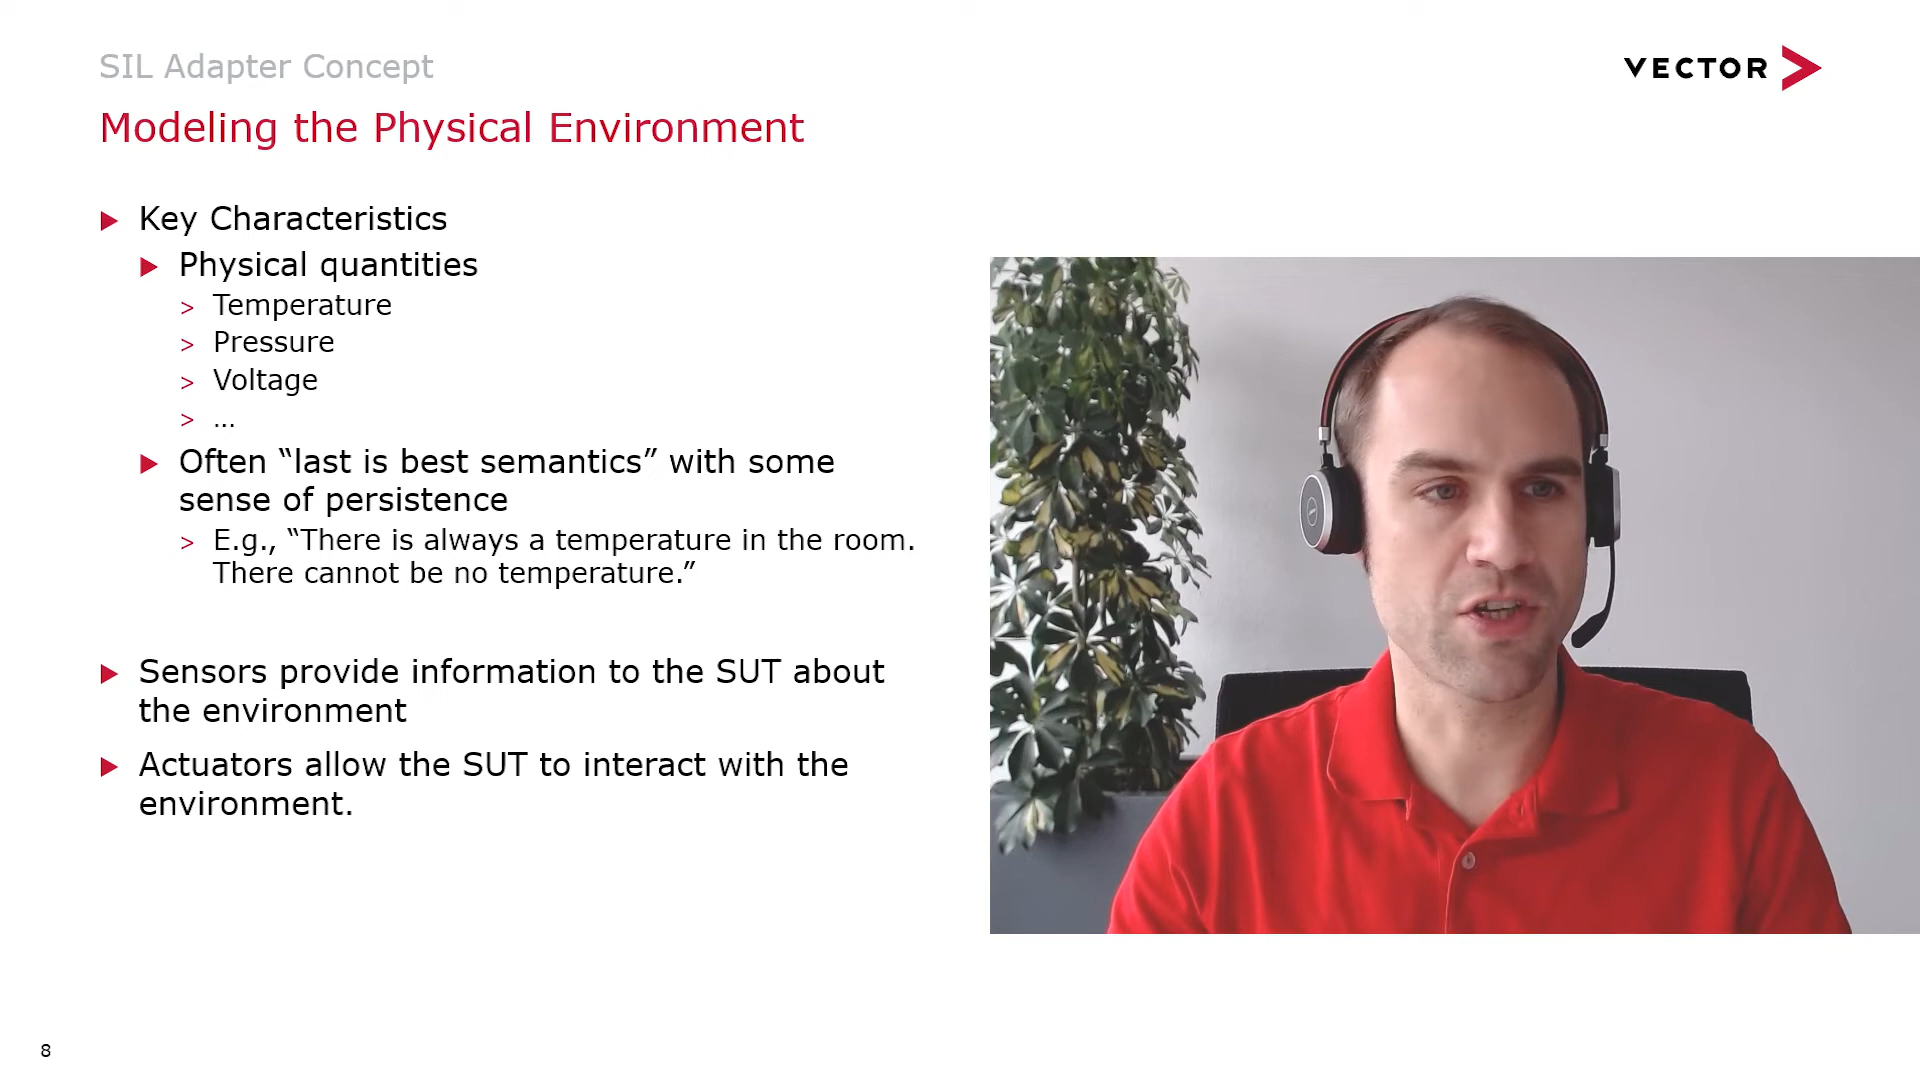 SIL Adapter Concept
VECTOR
Modeling the Physical Environment
Key Characteristics
Physical quantities
> Temperature
> Pressure
> Voltage
> ...
Often “last is best semantics” with some
sense of persistence
> E.g., “There is always a temperature in the room.
There cannot be no temperature.”
Sensors provide information to the SUT about
the environment
Actuators allow the SUT to interact with the
environment.
8